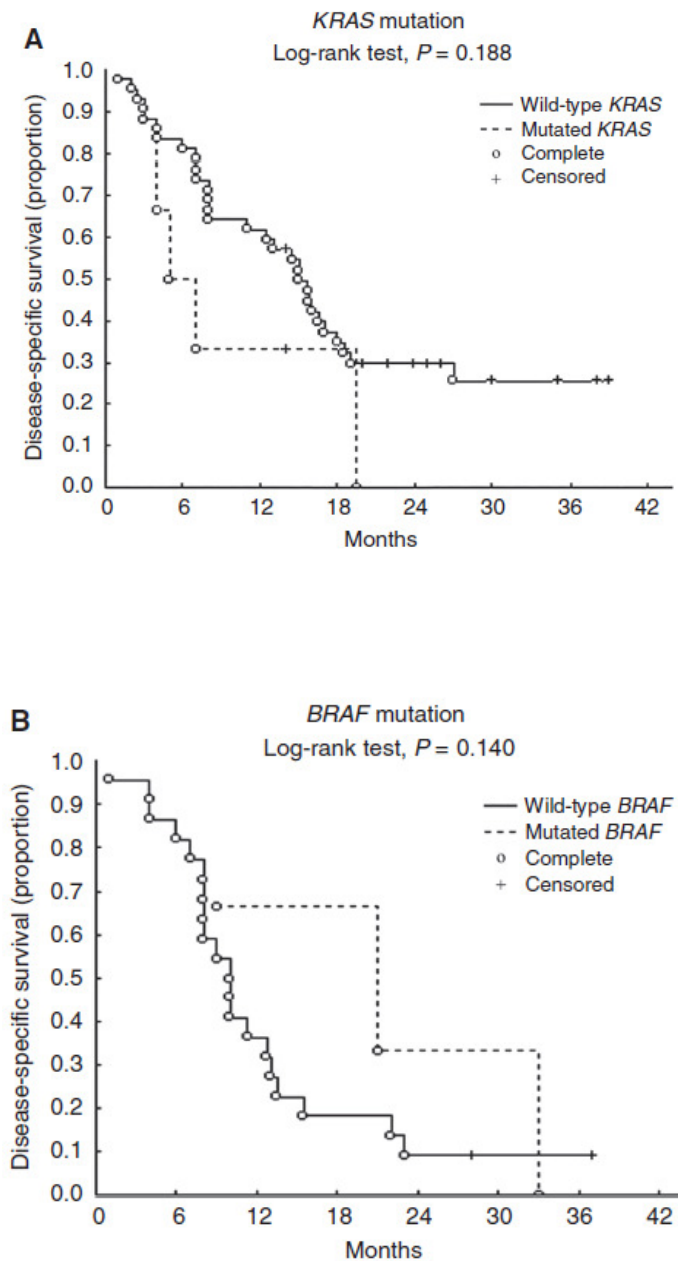 A
KRAS mutation
Log-rank test, P = 0.188
Disease-specific survival (proportion)
1.0
0.9
0.8
0.7
0.6
0.5
0.4
0.3
0.2
0.1
0.0
Wild-type KRAS
Mutated KRAS
Complete
Censored
0 6 12 18 24 30 36 42
Months
B
BRAF mutation
Log-rank test, P = 0.140
Disease-specific survival (proportion)
1.0
0.9
0.8
0.7
0.6
0.5
0.4
0.3
0.2
0.1
0.0
Wild-type BRAF
Mutated BRAF
Complete
Censored
0 6 12 18 24 30 36 42
Months